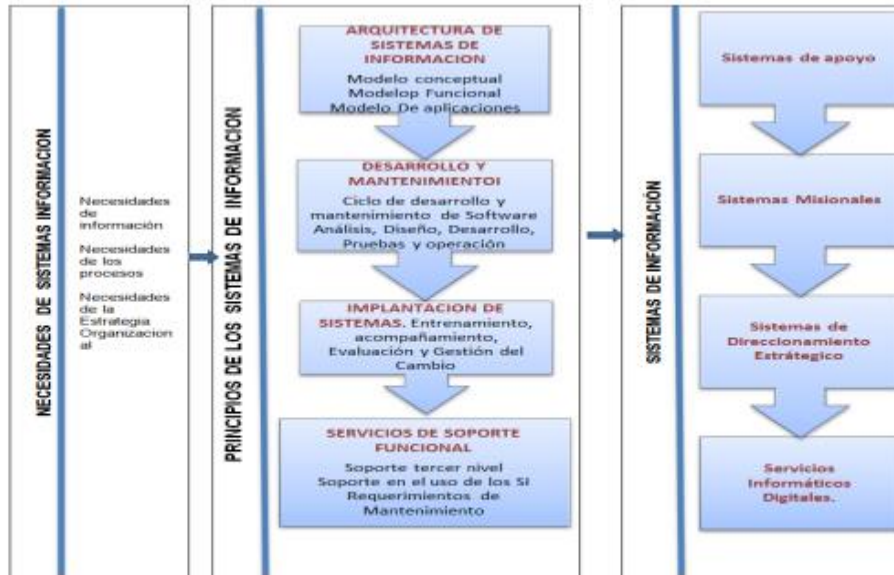 NECESIDADES DE SISTEMAS INFORMACION
Necesidades
de
información
Necesidades
de los
procesos
Necesidades
de la
Estrategia
Organizacion
al
PRINCIPIOS DE LOS SISTEMAS DE INFORMACION
ARQUITECTURA DE
SISTEMAS DE
INFORMACION
Modelo conceptual
Modelop Funcional
Modelo De aplicaciones
DESARROLLO Y
MANTENIMIENTOI
Ciclo de desarrollo y
mantenimiento de Software
Análisis, Diseño, Desarrollo,
Pruebas y operación
IMPLANTACION DE
SISTEMAS. Entrenamiento,
acompañamiento,
Evaluación y Gestión del
Cambio
SERVICIOS DE SOPORTE
FUNCIONAL
Soporte tercer nivel
Soporte en el uso de los SI
Requerimientos de
Mantenimiento
SISTEMAS DE INFORMACIÓN
Sistemas de apoyo
Sistemas Misionales
Sistemas de
Direccionamiento
Estrátegico
Servicios
Informáticos
Digitales.